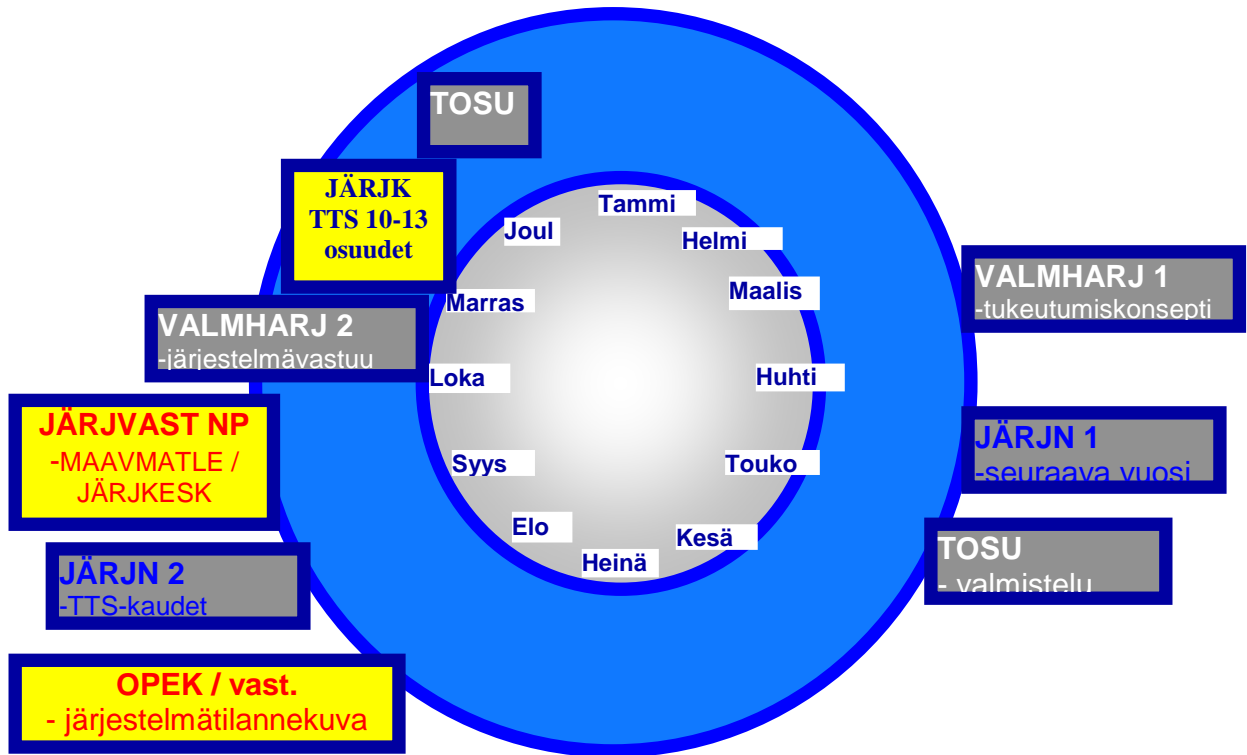 TOSU
JÄRJK
TTS 10-13
osuudet
Tammi
Joul
Helmi
Maalis
Marras
VALMHARJ 1
-tukeutumiskonsepti
VALMHARJ 2
-järjestelmävastuu
Loka
Huhti
JÄRJVAST NP
-MAAVMATLE /
JÄRJKESK
JÄRJN 1
-seuraava vuosi
Syys
Touko
Elo
Kesä
Heinä
TOSU
- valmistelu
JÄRJN 2
-TTS-kaudet
OPEK / vast.
- järjestelmätilannekuva